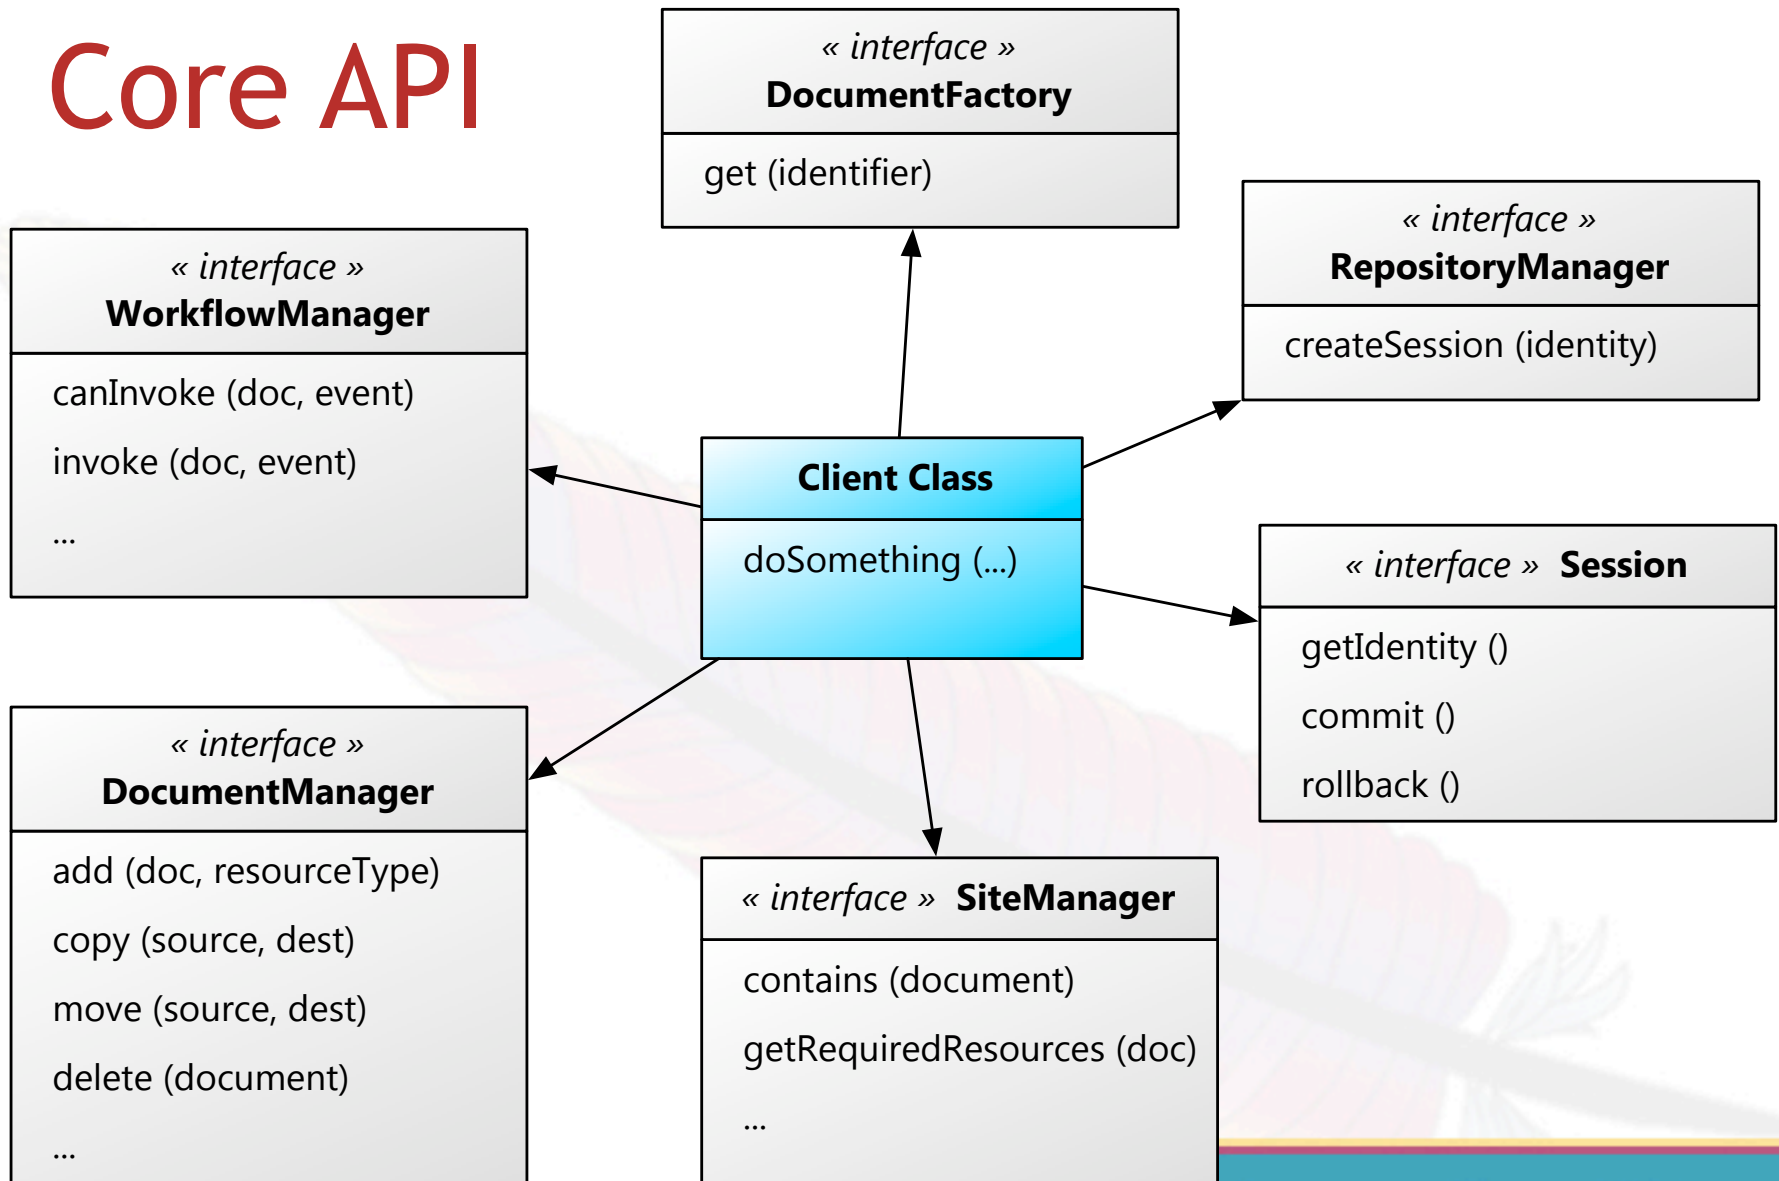 Core API
« interface »
DocumentFactory
get (identifier)
« interface »
RepositoryManager
createSession (identity)
« interface »
WorkflowManager
canInvoke (doc, event)
invoke (doc, event)
...
Client Class
doSomething (...)
« interface » Session
getIdentity ()
commit ()
rollback ()
« interface »
DocumentManager
add (doc, resourceType)
copy (source, dest)
move (source, dest)
delete (document)
...
« interface » SiteManager
contains (document)
getRequiredResources (doc)
...